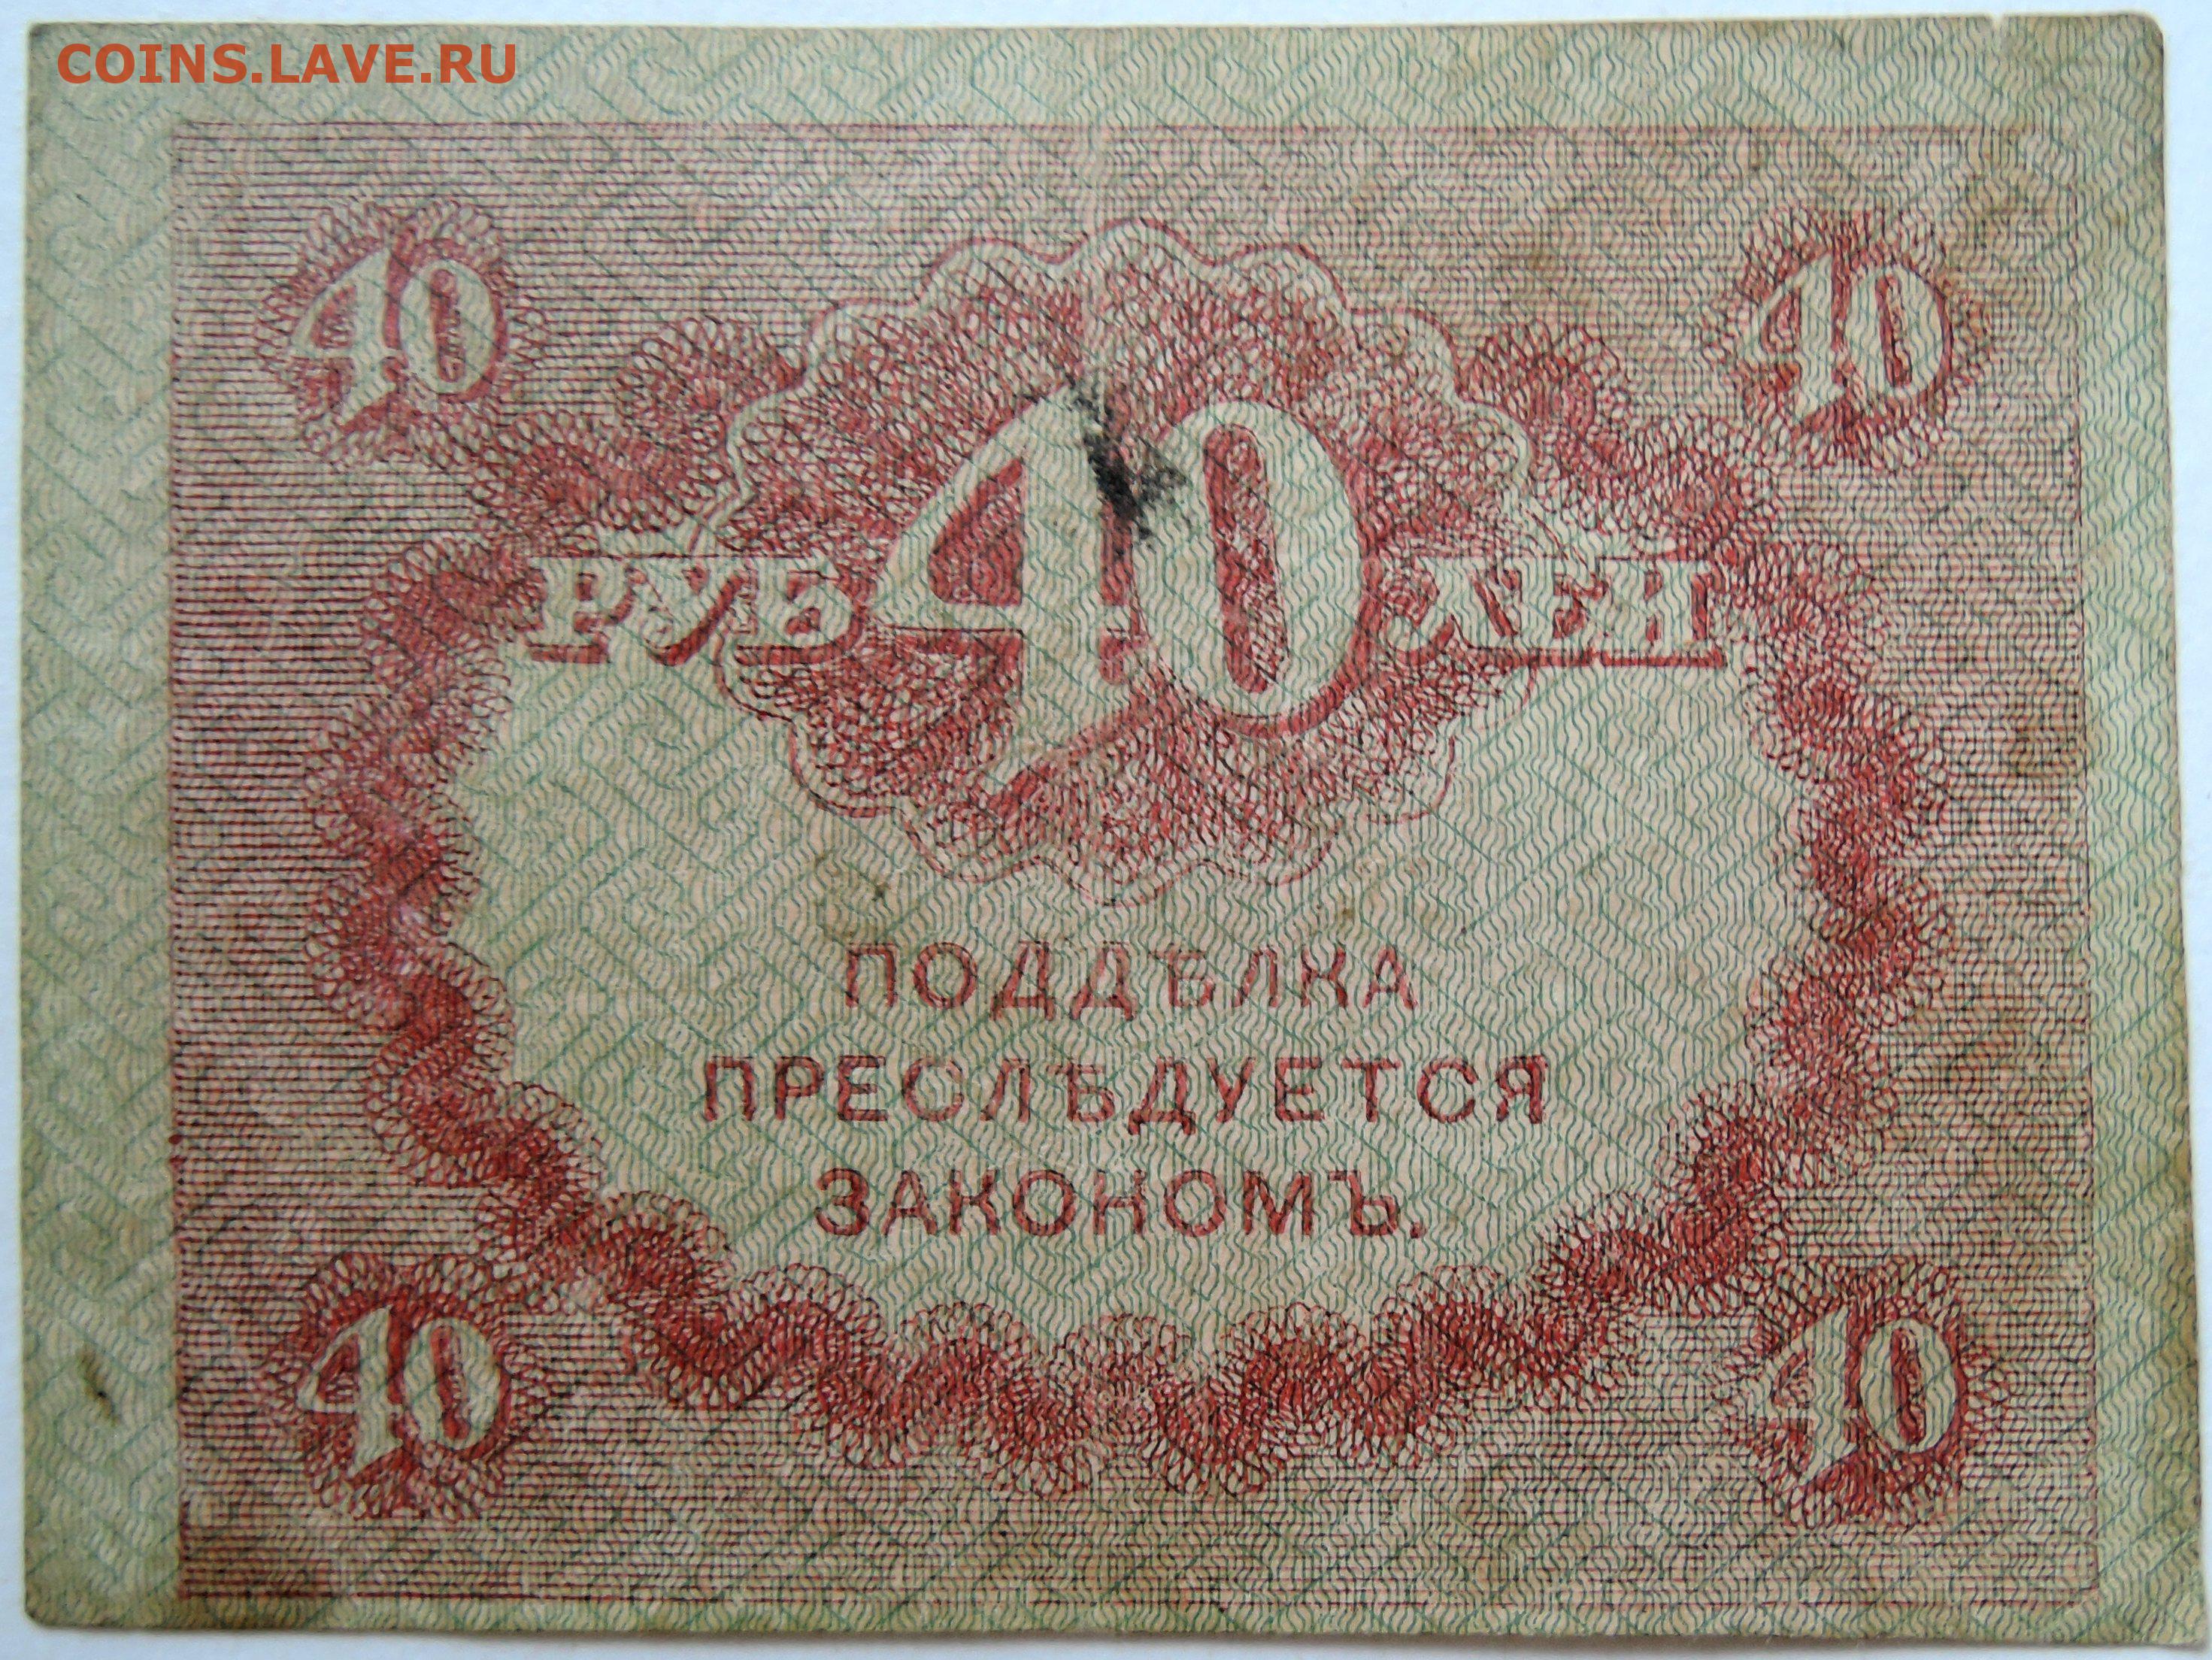 COINS.LAVE.RU
40 40
РУБ 40 ЛЕЙ
ПОДДѢЛКА
ПРЕСЛѢДУЕТСЯ
ЗАКОНОМЪ.
40 40